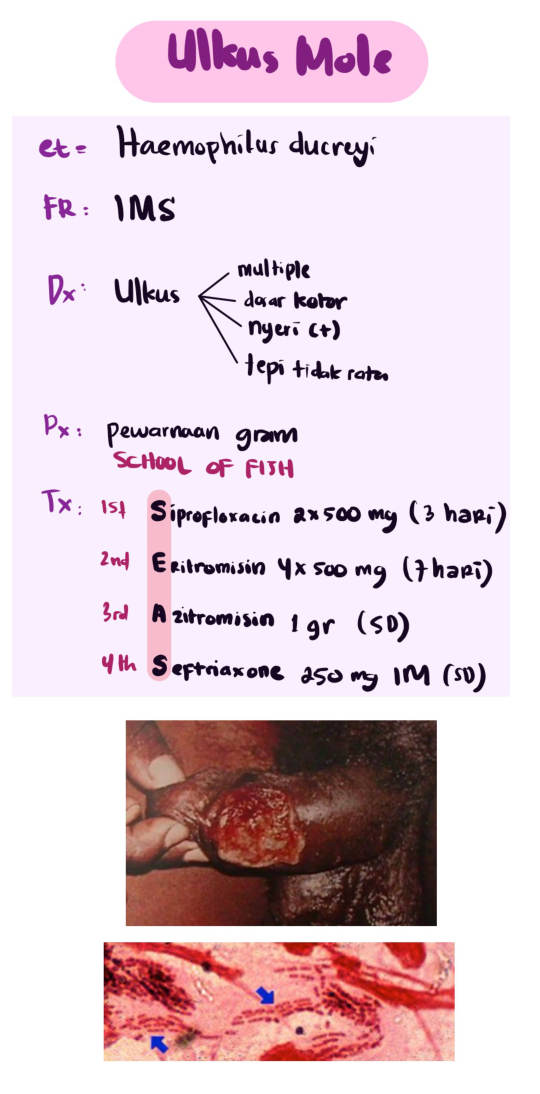 Ulkus Mole
et = Haemophilus ducreyi
FR : IMS
Dx : Ulkus
multiple
dasar kotor
nyeri (+)
tepi tidak rata
Px : pewarnaan gram
SCHOOL OF FISH
Tx : 1st Siprofloxacin 2x500 mg (3 hari)
2nd Eritromisin 4x500 mg (7 hari)
3rd Azitromisin 1 gr (SD)
4th Seftriaxone 250 mg IM (SD)